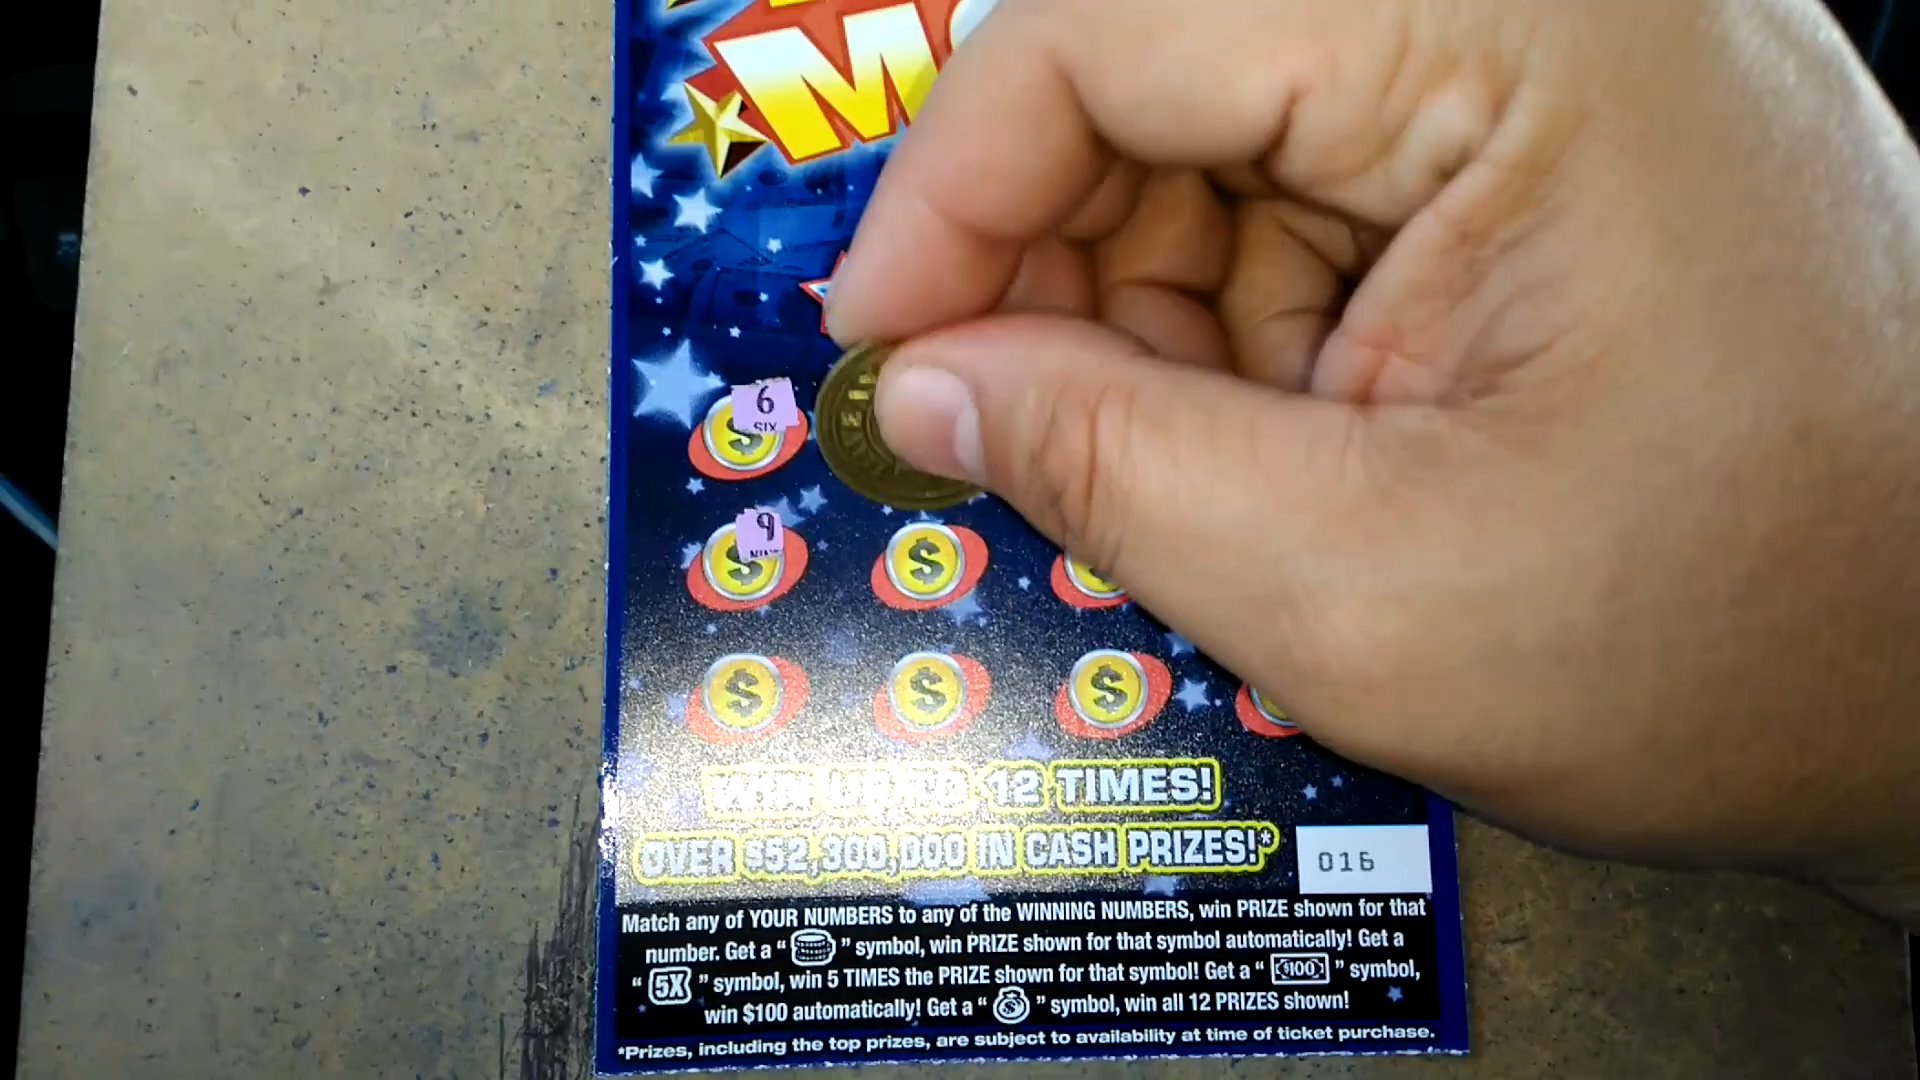 6
SIX
9
WIN UP TO 12 TIMES!
OVER $52,300,000 IN CASH PRIZES!*
016
Match any of YOUR NUMBERS to any of the WINNING NUMBERS, win PRIZE shown for that
number. Get a " " symbol, win PRIZE shown for that symbol automatically! Get a
" 5X " symbol, win 5 TIMES the PRIZE shown for that symbol! Get a " $100 " symbol,
win $100 automatically! Get a " " symbol, win all 12 PRIZES shown!
*Prizes, including the top prizes, are subject to availability at time of ticket purchase.